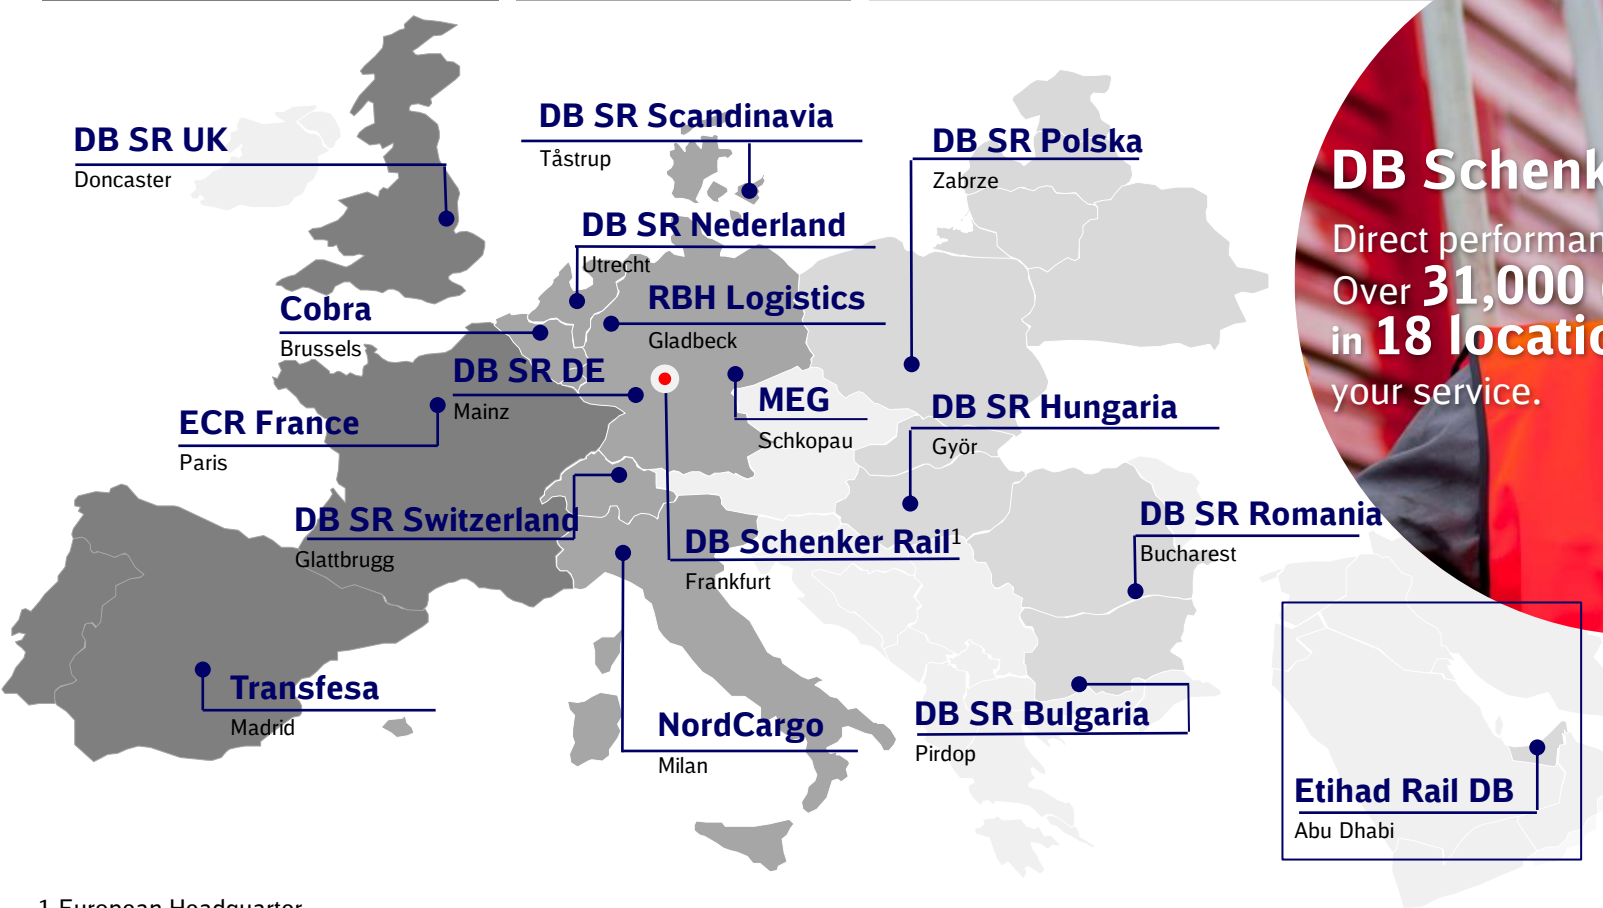 DB SR UK
Doncaster
DB SR Scandinavia
Tåstrup
DB SR Polska
Zabrze
DB SR Nederland
Utrecht
Cobra
Brussels
RBH Logistics
Gladbeck
DB SR DE
Mainz
MEG
Schkopau
ECR France
Paris
DB SR Hungaria
Györ
DB SR Switzerland
Glattbrugg
DB Schenker Rail1
Frankfurt
DB SR Romania
Bucharest
Transfesa
Madrid
NordCargo
Milan
DB SR Bulgaria
Pirdop
Etihad Rail DB
Abu Dhabi
DB
Direct
Over 31,000
in 18
your service.
1 European Headquarter